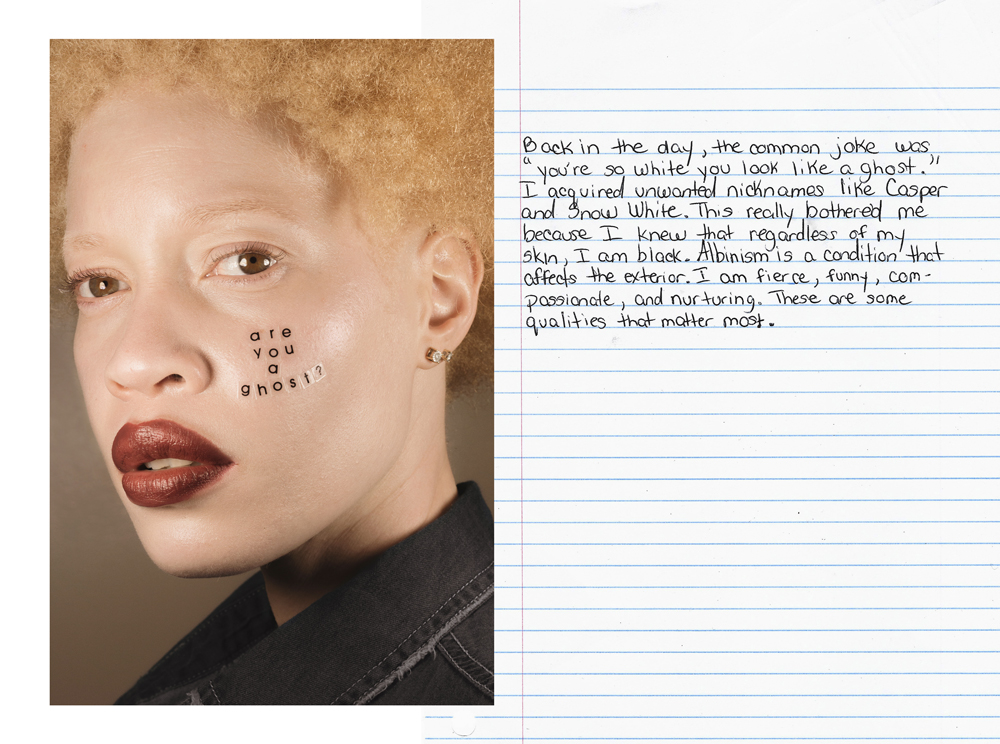 are
you
a
ghost?
Back in the day, the common joke was
"you're so white you look like a ghost."
I acquired unwanted nicknames like Casper
and Snow White. This really bothered me
because I knew that regardless of my
skin, I am black. Albinism is a condition that
affects the exterior. I am fierce, funny, com-
passionate, and nurturing. These are some
qualities that matter most.